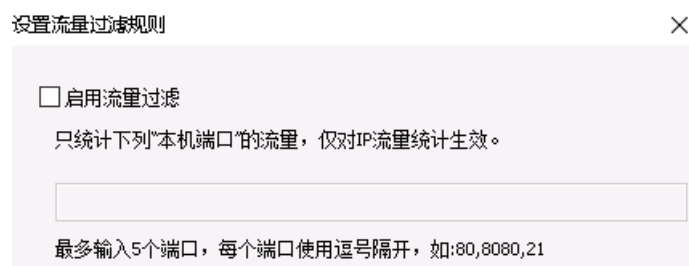 设置流量过滤规则
启用流量过滤
只统计下列"本机端口"的流量，仅对IP流量统计生效。
最多输入5个端口，每个端口使用逗号隔开，如:80,8080,21